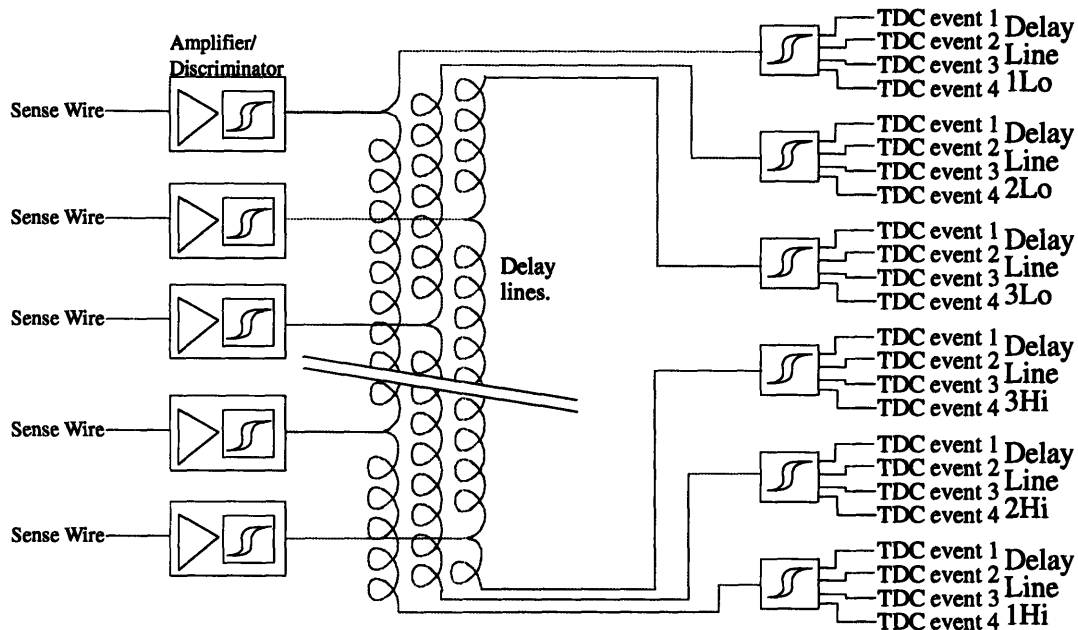 Amplifier/
Discriminator
Sense Wire
Sense Wire
Sense Wire
Sense Wire
Sense Wire
Delay
lines.
TDC event 1
TDC event 2
TDC event 3
TDC event 4
Delay
Line
1Lo
TDC event 1
TDC event 2
TDC event 3
TDC event 4
Delay
Line
2Lo
TDC event 1
TDC event 2
TDC event 3
TDC event 4
Delay
Line
3Lo
TDC event 1
TDC event 2
TDC event 3
TDC event 4
Delay
Line
3Hi
TDC event 1
TDC event 2
TDC event 3
TDC event 4
Delay
Line
2Hi
TDC event 1
TDC event 2
TDC event 3
TDC event 4
Delay
Line
1Hi